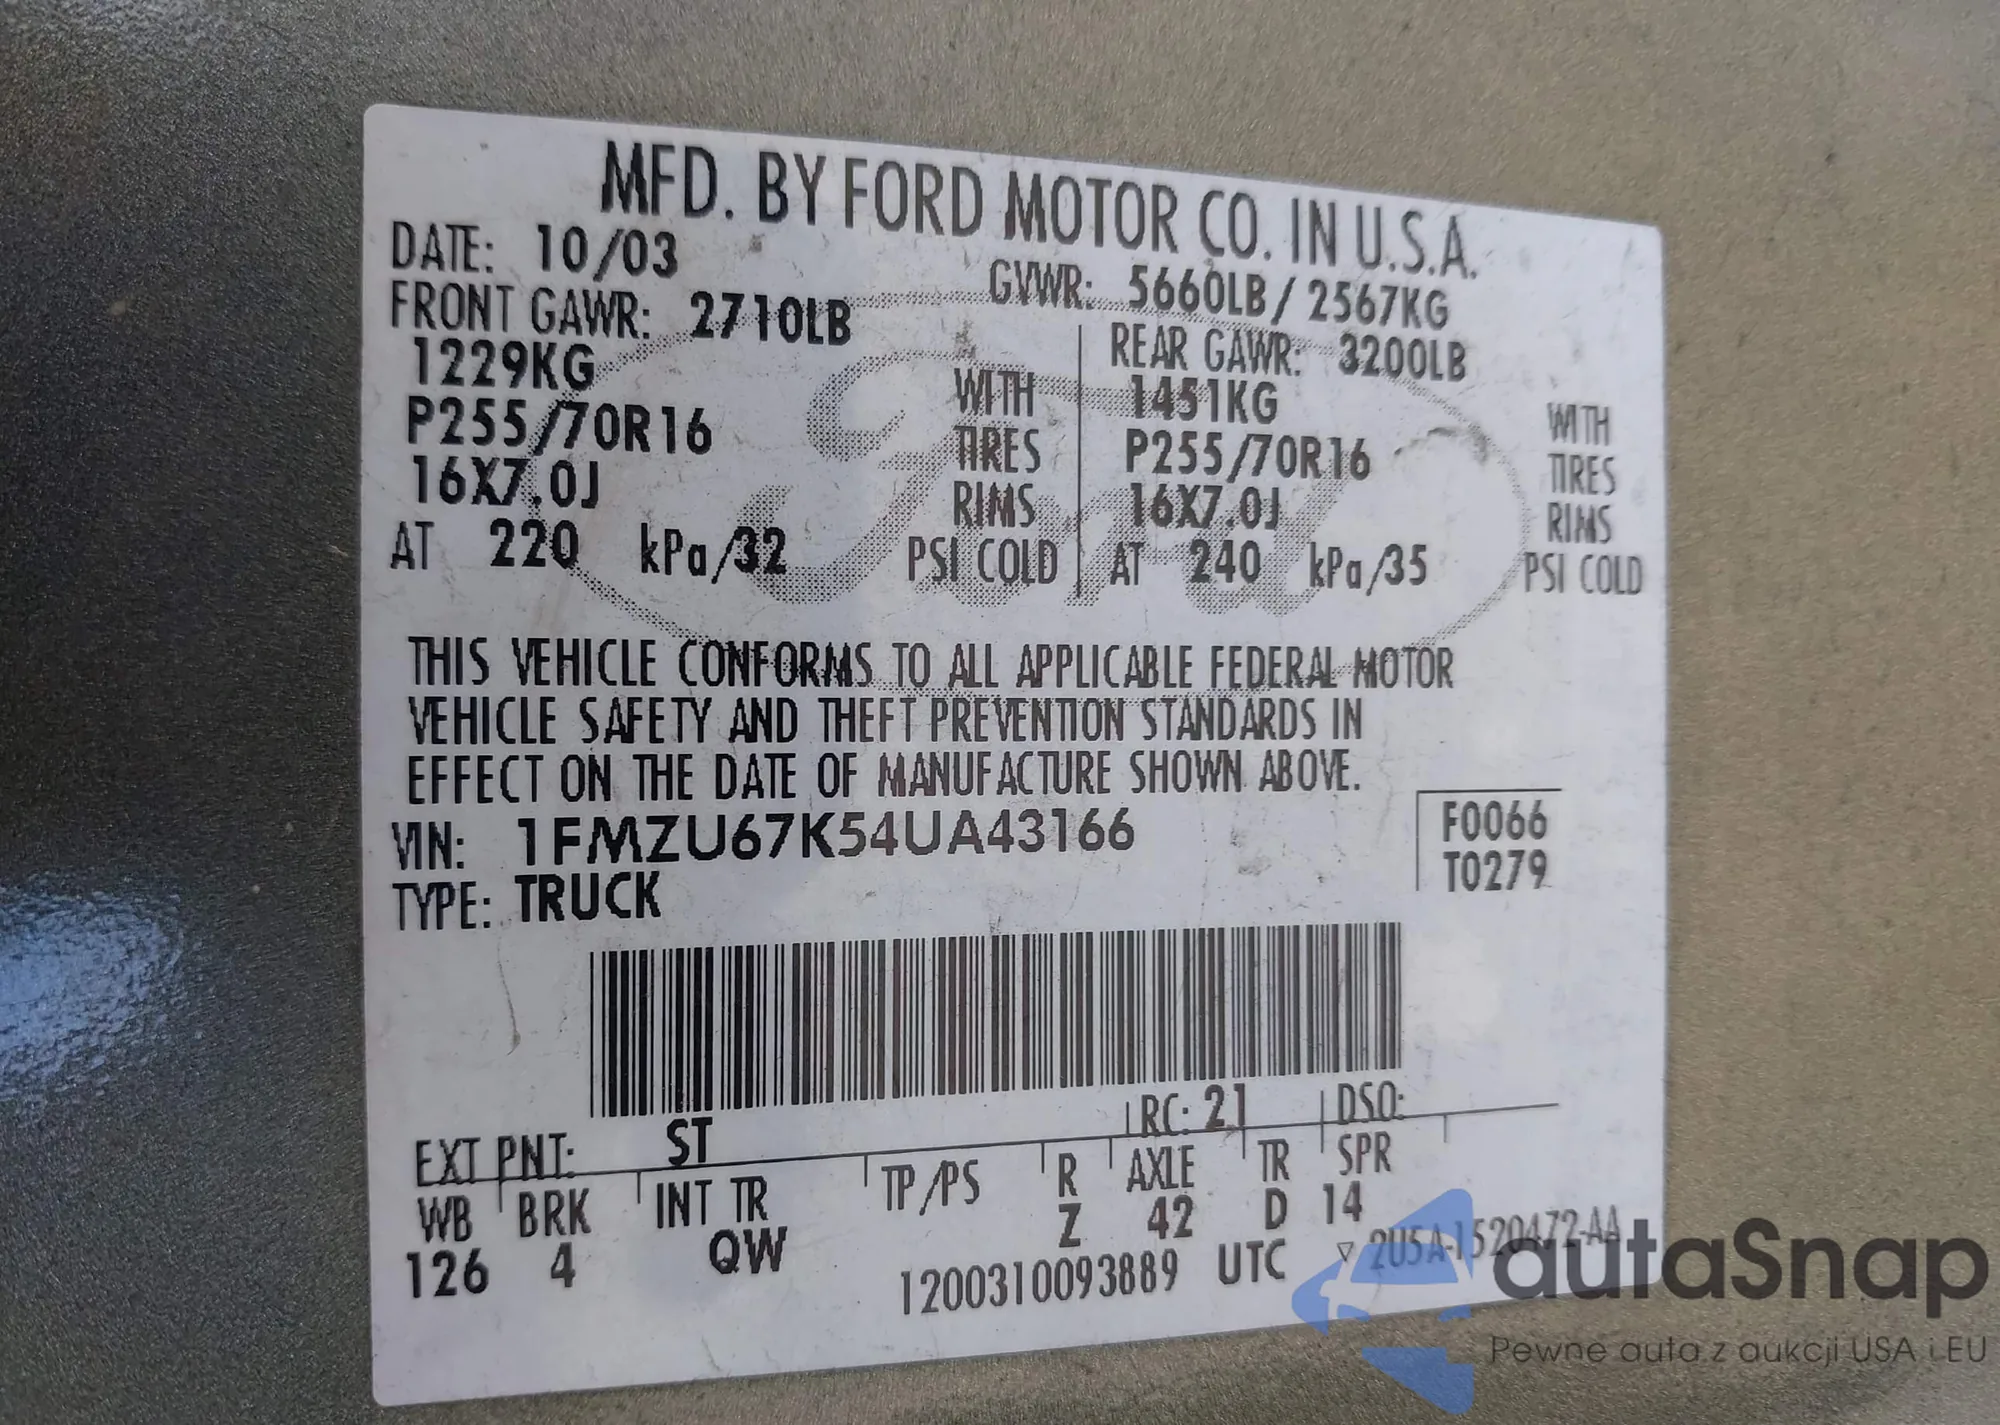 MFD. BY FORD MOTOR CO. IN U.S.A.
DATE: 10/03 GVWR: 5660LB / 2567KG
FRONT GAWR: 2710LB REAR GAWR: 3200LB
1229KG WITH 1451KG WITH
P255/70R16 TIRES P255/70R16 TIRES
16X7.0J RIMS 16X7.0J RIMS
AT 220 kPa/32 PSI COLD AT 240 kPa/35 PSI COLD
Ford
THIS VEHICLE CONFORMS TO ALL APPLICABLE FEDERAL MOTOR
VEHICLE SAFETY AND THEFT PREVENTION STANDARDS IN
EFFECT ON THE DATE OF MANUFACTURE SHOWN ABOVE.
VIN: 1FMZU67K54UA43166 F0066
TYPE: TRUCK T0279
EXT PNT: ST RC: 21 DSO:
WB BRK INT TR TP/PS R AXLE TR SPR
126 4 QW Z 42 D 14
1200310093889 UTC ▽ 2U5A-1520472-AA
autaSnap
Pewne auta z aukcji USA i EU